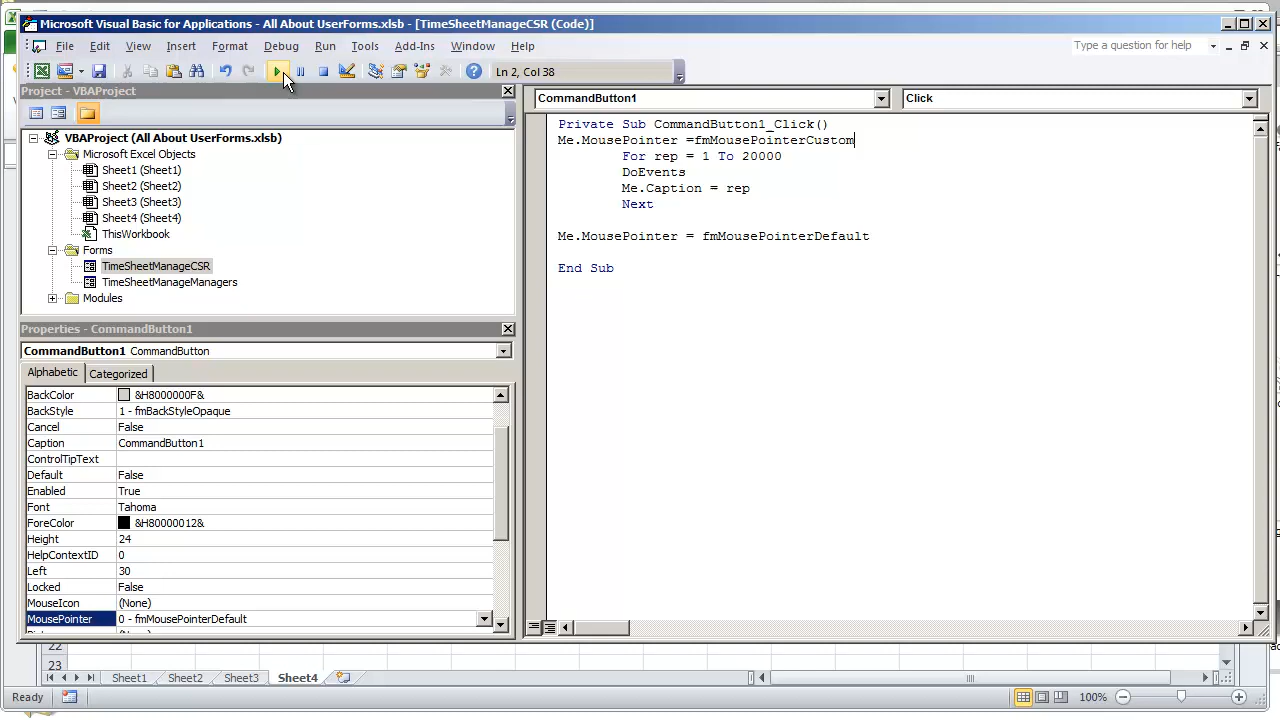 Microsoft Visual Basic for Applications - All About UserForms.xlsb - [TimeSheetManageCSR (Code)]
File Edit View Insert Format Debug Run Tools Add-Ins Window Help
Type a question for help
Ln 2, Col 38
Project - VBAProject
VBAProject (All About UserForms.xlsb)
Microsoft Excel Objects
Sheet1 (Sheet1)
Sheet2 (Sheet2)
Sheet3 (Sheet3)
Sheet4 (Sheet4)
ThisWorkbook
Forms
TimeSheetManageCSR
TimeSheetManageManagers
Modules
Properties - CommandButton1
CommandButton1 CommandButton
Alphabetic Categorized
BackColor &H8000000F&
BackStyle 1 - fmBackStyleOpaque
Cancel False
Caption CommandButton1
ControlTipText
Default False
Enabled True
Font Tahoma
ForeColor &H80000012&
Height 24
HelpContextID 0
Left 30
Locked False
MouseIcon (None)
MousePointer 0 - fmMousePointerDefault
CommandButton1
Click
Private Sub CommandButton1_Click()
Me.MousePointer =fmMousePointerCustom
For rep = 1 To 20000
DoEvents
Me.Caption = rep
Next
Me.MousePointer = fmMousePointerDefault
End Sub
22
23
Sheet1 Sheet2 Sheet3 Sheet4
Ready
100%